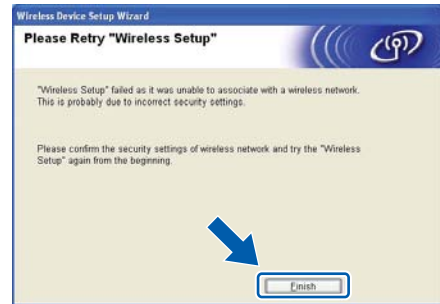 Wireless Device Setup Wizard
Please Retry "Wireless Setup"
"Wireless Setup" failed as it was unable to associate with a wireless network.
This is probably due to incorrect security settings.
Please confirm the security settings of wireless network and try the "Wireless
Setup" again from the beginning.
Finish